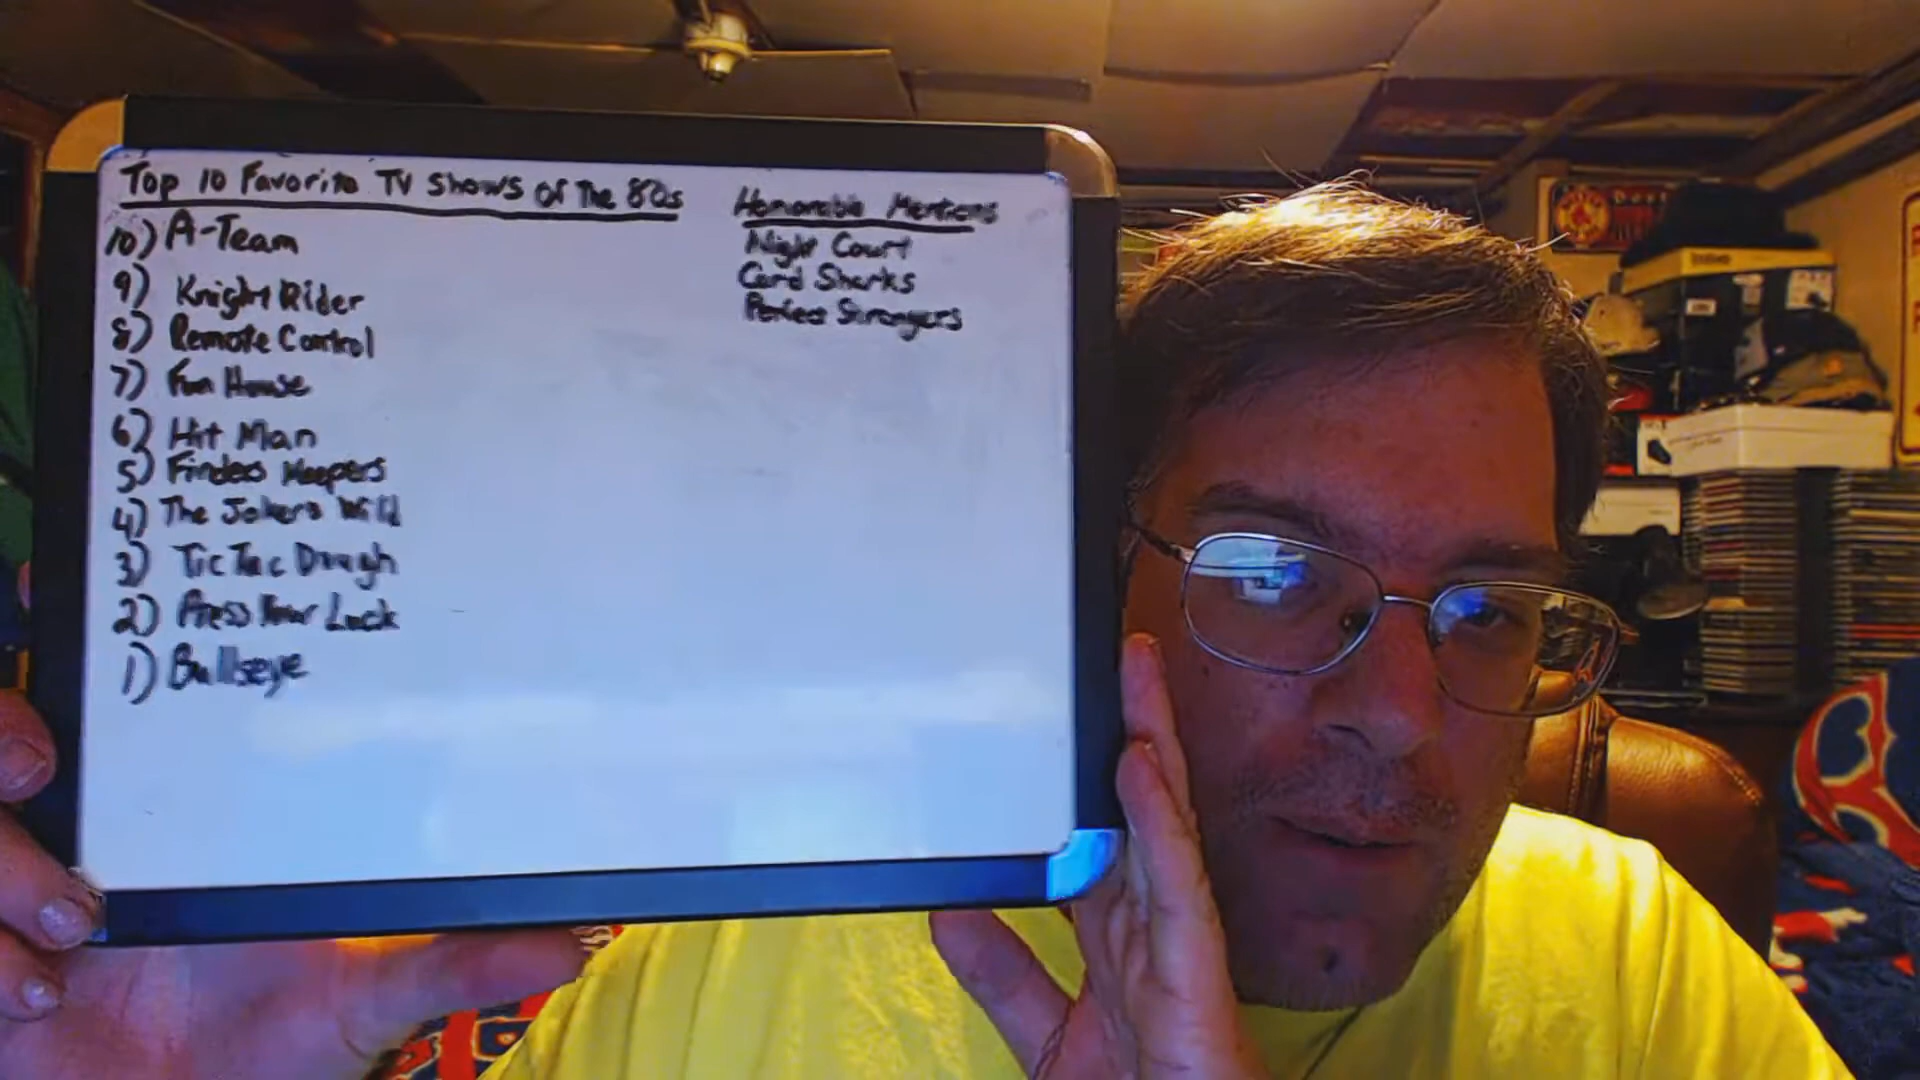 Top 10 Favorite TV Shows Of The 80s
10) A-Team
9) Knight Rider
8) Remote Control
7) Fun House
6) Hit Man
5) Finders Keepers
4) The Jokers Wild
3) Tic Tac Dough
2) Press Your Luck
1) Bullseye
Honorable Mentions
Night Court
Card Sharks
Perfect Strangers